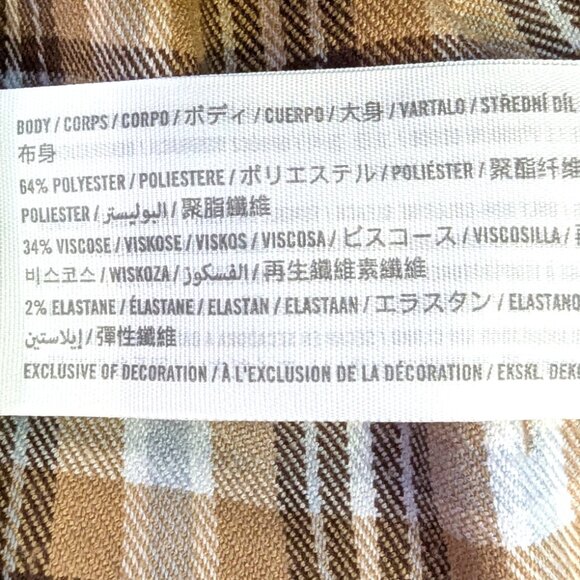 BODY / CORPS / CORPO / ボディ / CUERPO / 大身 / VARTALO / STŘEDNÍ DÍL
布身
64% POLYESTER / POLIESTERE / ポリエステル / POLIÉSTER / 聚酯纤维
POLIESTER / البوليستر / 聚脂纖維
34% VISCOSE / VISKOSE / VISKOS / VISCOSA / ビスコース / VISCOSILLA /
비스코스 / WISKOZA / الفسكوز / 再生纖維素纖維
2% ELASTANE / ÉLASTANE / ELASTAN / ELASTAAN / エラスタン / ELASTANO
إيلاستين / 彈性纖維
EXCLUSIVE OF DECORATION / À L'EXCLUSION DE LA DÉCORATION / EKSKL. DEKO